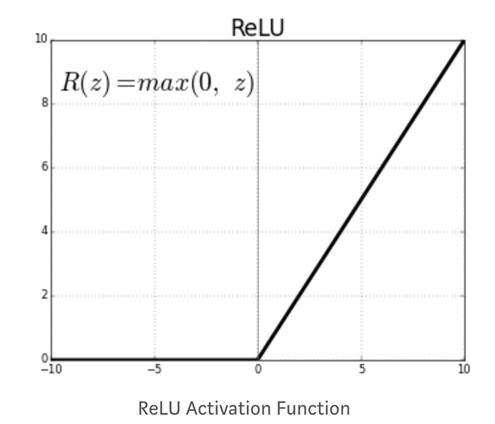 ReLU
10
R(z)=max(0, z)
8
6
4
2
0
−10 −5 0 5 10
ReLU Activation Function